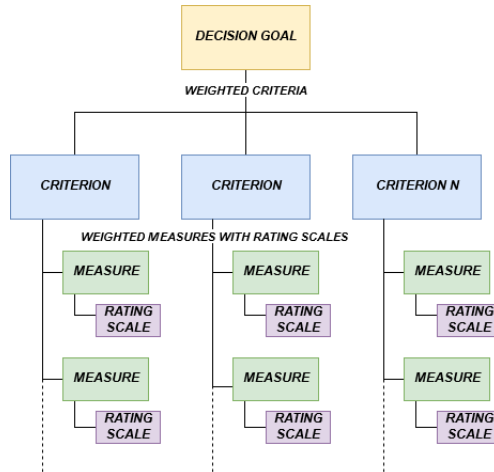 DECISION GOAL
WEIGHTED CRITERIA
CRITERION
CRITERION
CRITERION N
WEIGHTED MEASURES WITH RATING SCALES
MEASURE
MEASURE
MEASURE
RATING
SCALE
RATING
SCALE
RATING
SCALE
MEASURE
MEASURE
MEASURE
RATING
SCALE
RATING
SCALE
RATING
SCALE